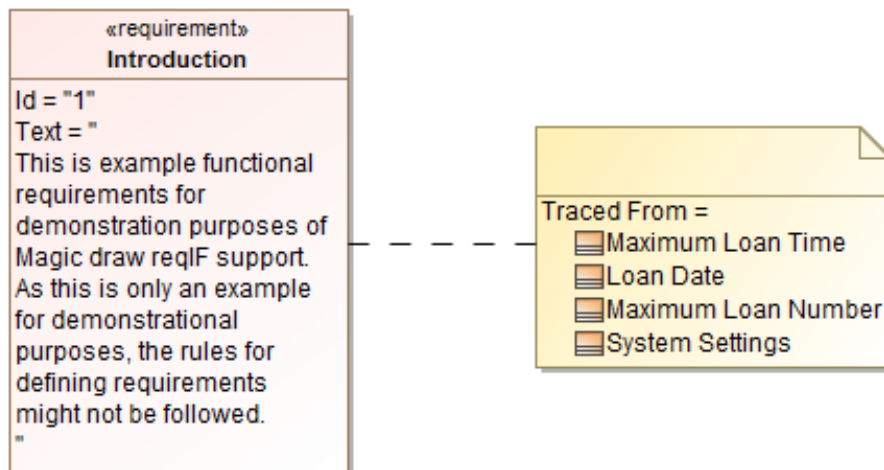 «requirement»
Introduction
Id = "1"
Text = "
This is example functional
requirements for
demonstration purposes of
Magic draw reqIF support.
As this is only an example
for demonstrational
purposes, the rules for
defining requirements
might not be followed.
"
Traced From =
Maximum Loan Time
Loan Date
Maximum Loan Number
System Settings